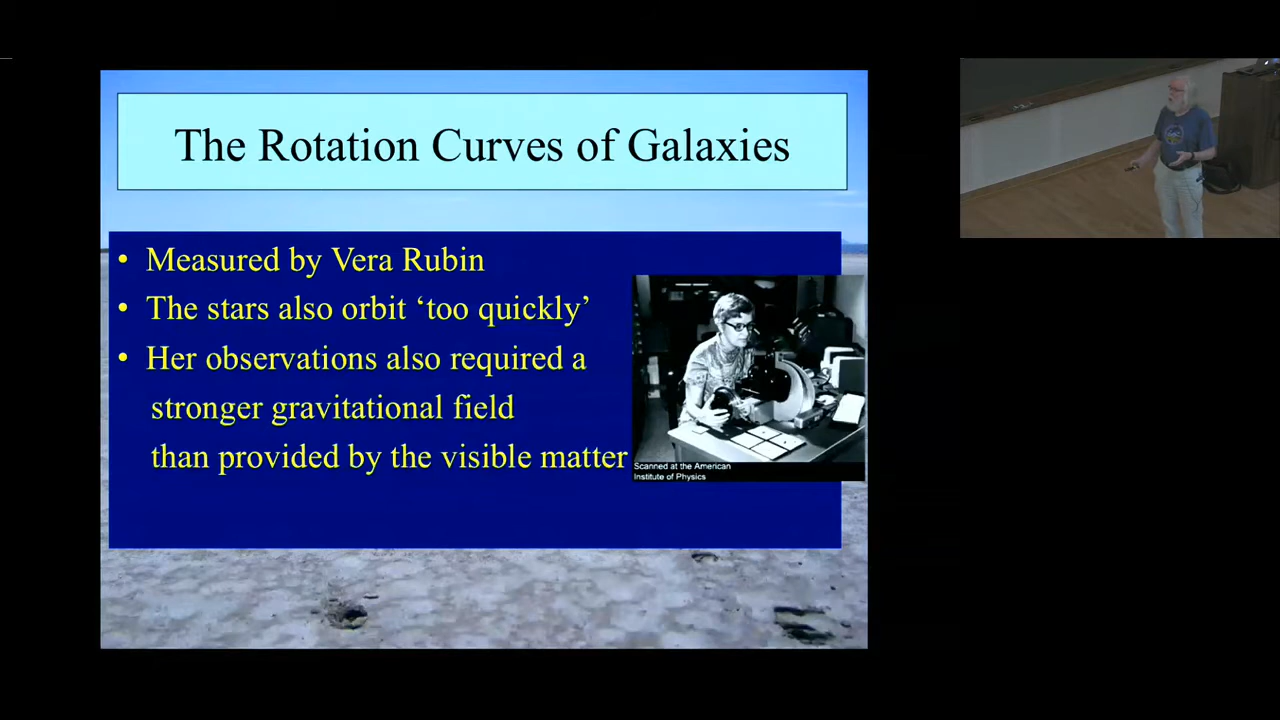 The Rotation Curves of Galaxies
• Measured by Vera Rubin
• The stars also orbit ‘too quickly’
• Her observations also required a
stronger gravitational field
than provided by the visible matter
Scanned at the American
Institute of Physics